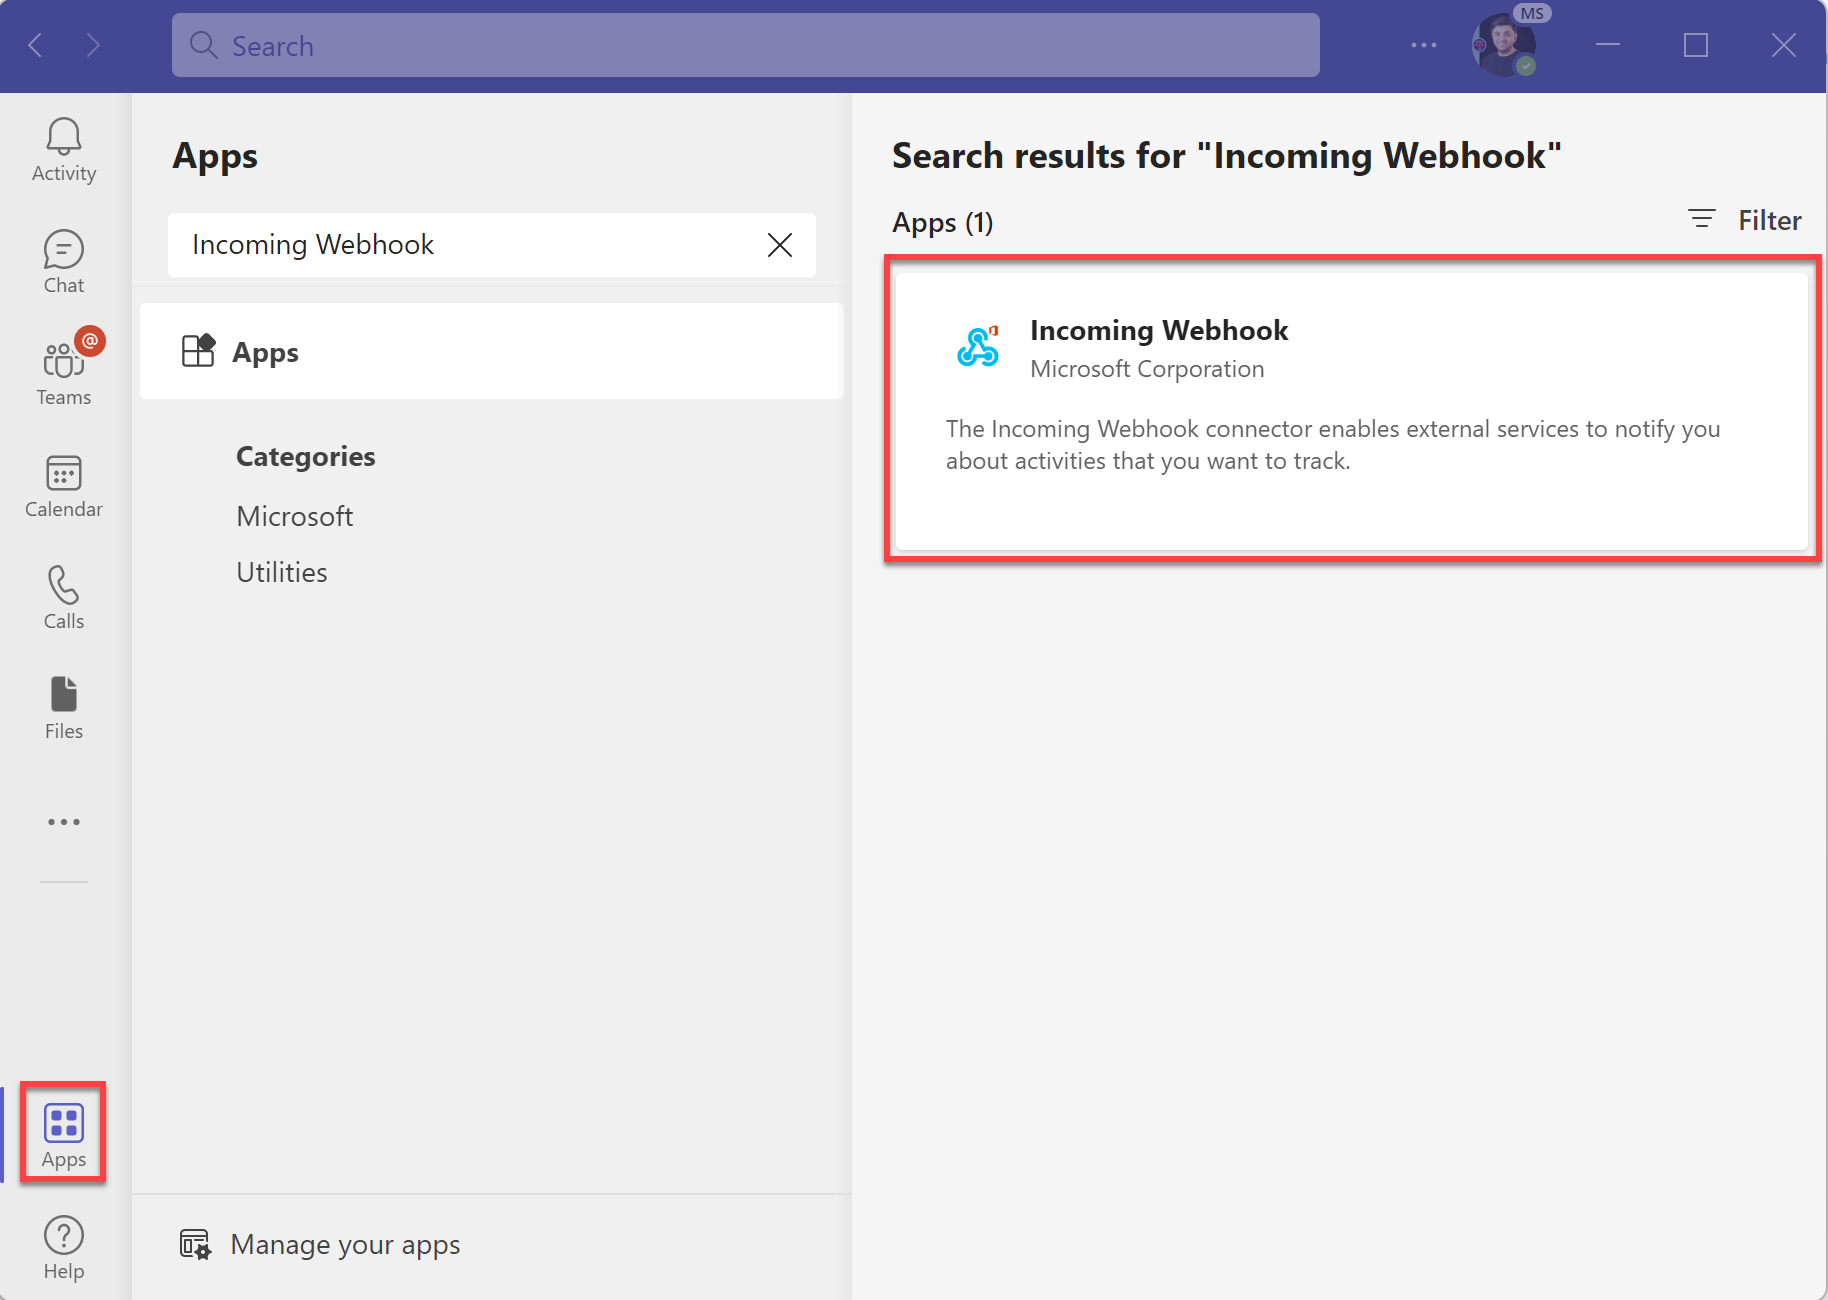 Search
MS
Activity
Chat
@
Teams
Calendar
Calls
Files
Apps
Help
Apps
Incoming Webhook
Apps
Categories
Microsoft
Utilities
Manage your apps
Search results for "Incoming Webhook"
Apps (1)
Filter
Incoming Webhook
Microsoft Corporation
The Incoming Webhook connector enables external services to notify you
about activities that you want to track.